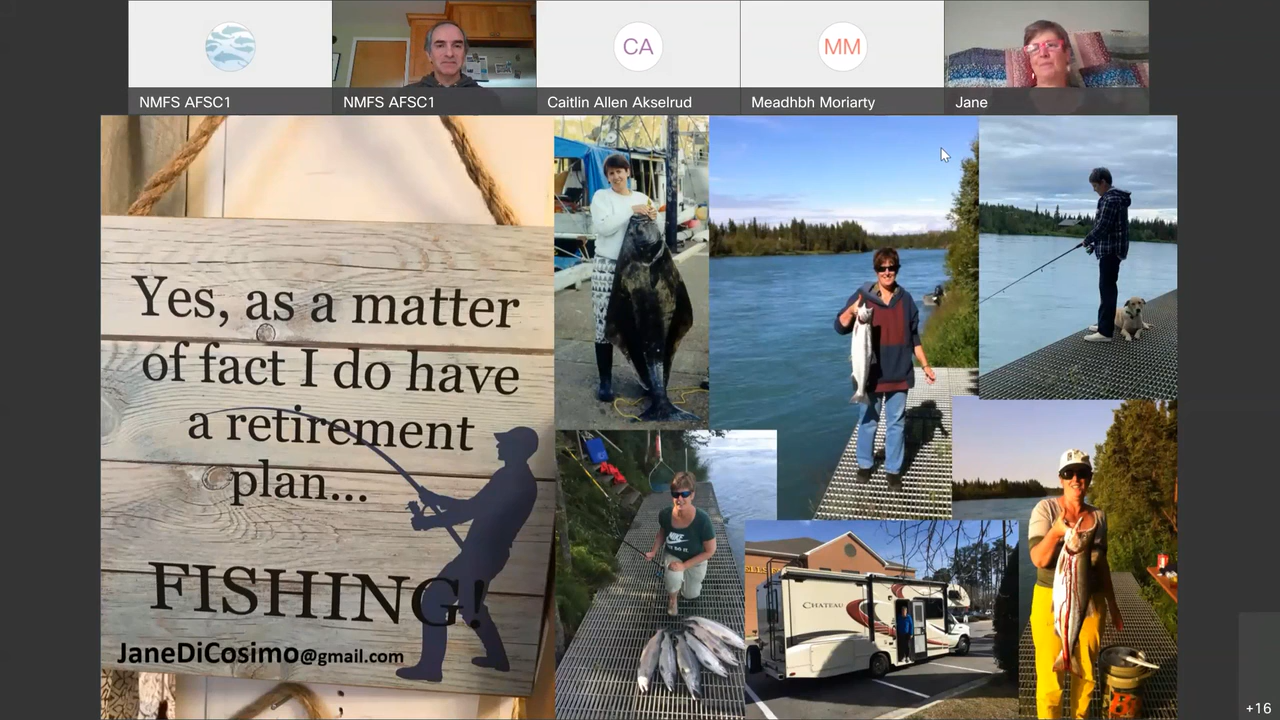 CA
MM
NMFS AFSC1
NMFS AFSC1
Caitlin Allen Akselrud
Meadhbh Moriarty
Jane
Yes, as a matter
of fact I do have
a retirement
plan...
FISHING!
JaneDiCosimo@gmail.com
NIKE
CHATEAU
+16